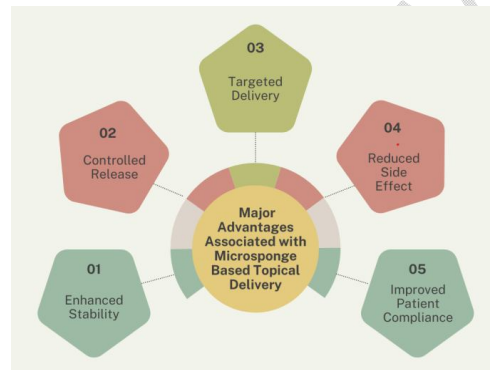 03
Targeted
Delivery
02
Controlled
Release
04
Reduced
Side
Effect
Major
Advantages
Associated with
Microsponge
Based Topical
Delivery
01
Enhanced
Stability
05
Improved
Patient
Compliance